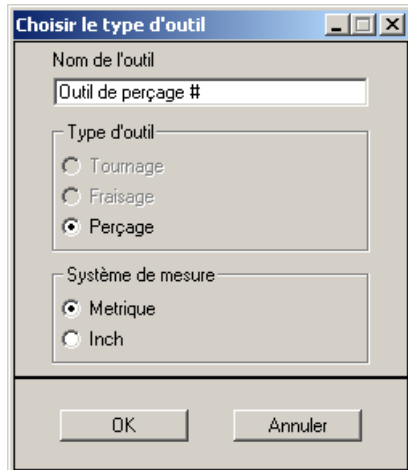 Choisir le type d'outil
Nom de l'outil
Outil de perçage #
Type d'outil
Tournage
Fraisage
Perçage
Système de mesure
Metrique
Inch
OK Annuler